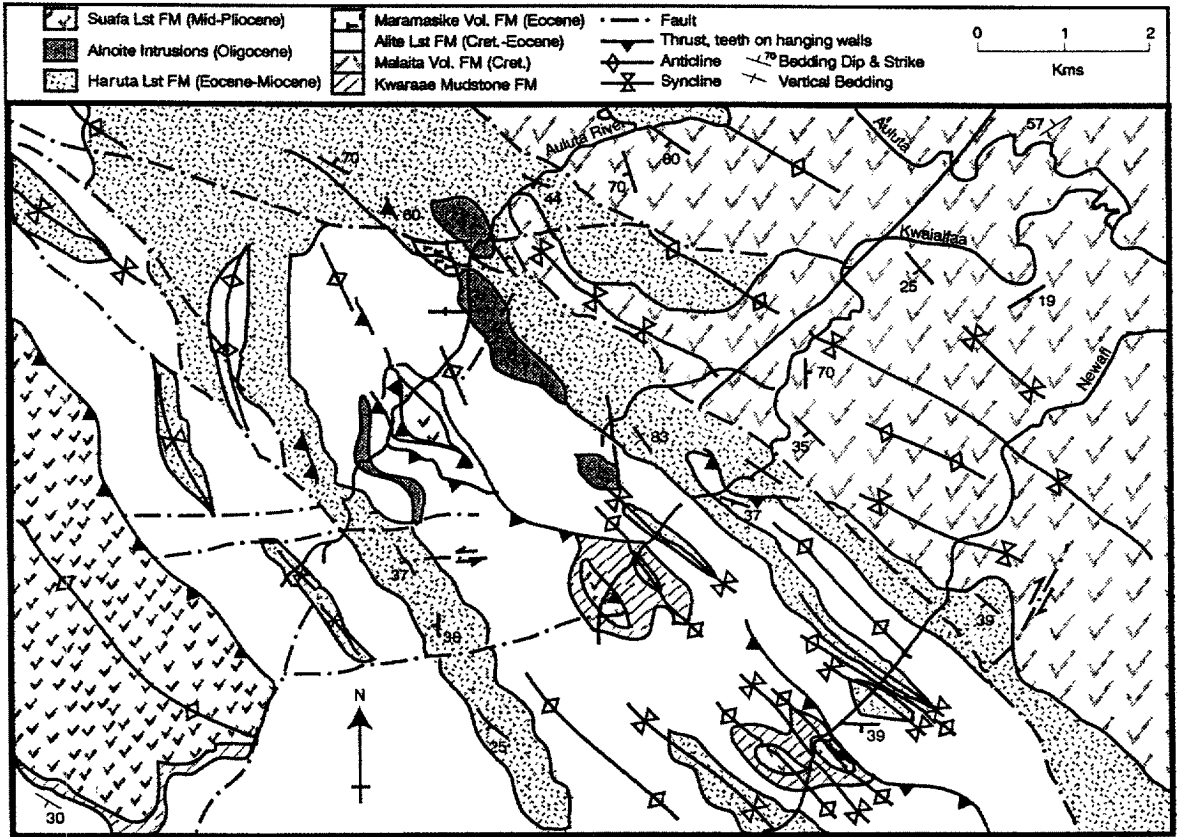 Suafa Lst FM (Mid-Pliocene)
Alnoite Intrusions (Oligocene)
Haruta Lst FM (Eocene-Miocene)
Maramasike Vol. FM (Eocene)
Alite Lst FM (Cret.-Eocene)
Malaita Vol. FM (Cret.)
Kwaraae Mudstone FM
Fault
Thrust, teeth on hanging walls
Anticline
Syncline
79 Bedding Dip & Strike
Vertical Bedding
0 1 2
Kms
Auluta River
Auluta
57
70
80
70
44
60
Kwaiaifaa
25
19
Newafi
70
35
83
37
37
38
39
N
25
39
30